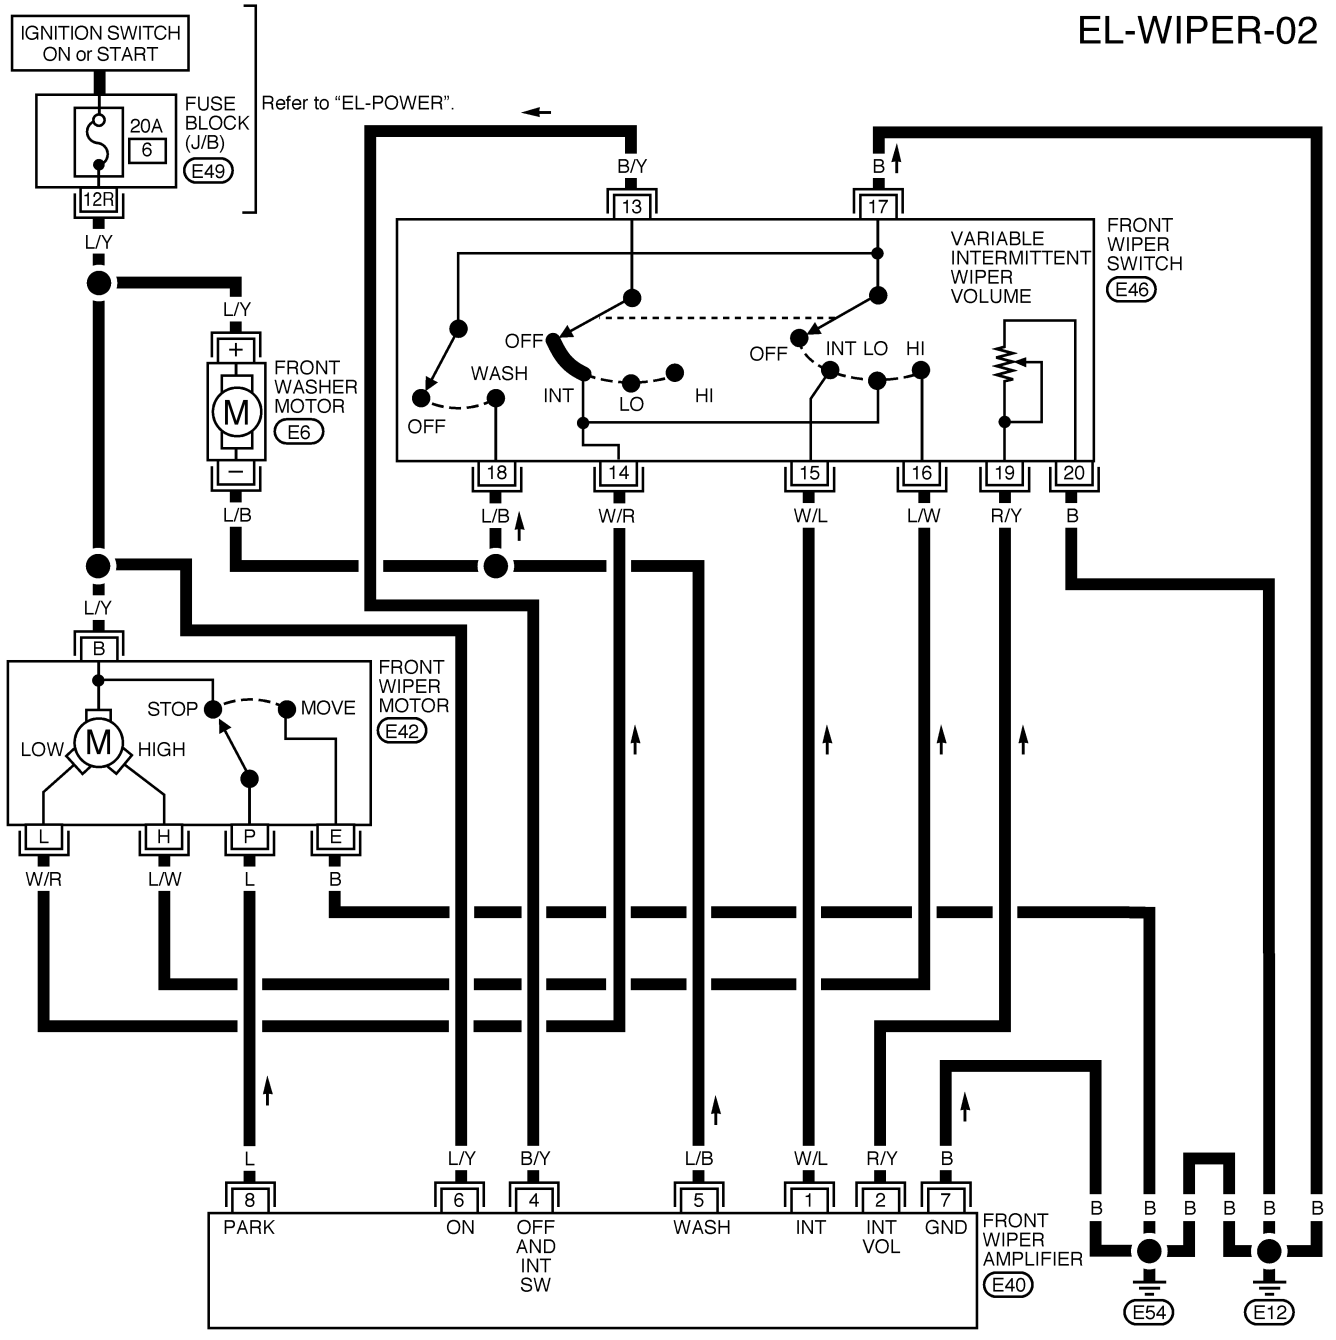 EL-WIPER-02
IGNITION SWITCH
ON or START
FUSE
BLOCK
(J/B)
E49
20A
6
Refer to “EL-POWER”.
12R
L/Y
B/Y
B
13
17
L/Y
FRONT
WIPER
SWITCH
E46
VARIABLE
INTERMITTENT
WIPER
VOLUME
+
M
−
FRONT
WASHER
MOTOR
E6
OFF
WASH
OFF
INT
LO
HI
OFF
INT
LO
HI
18
14
15
16
19
20
L/B
L/B
W/R
W/L
L/W
R/Y
B
L/Y
B
FRONT
WIPER
MOTOR
E42
STOP
MOVE
LOW
M
HIGH
L
H
P
E
W/R
L/W
L
B
L
L/Y
B/Y
L/B
W/L
R/Y
B
8
6
4
5
1
2
7
PARK
ON
OFF
AND
INT
SW
WASH
INT
INT
VOL
GND
FRONT
WIPER
AMPLIFIER
E40
B
B
B
B
B
B
E54
E12